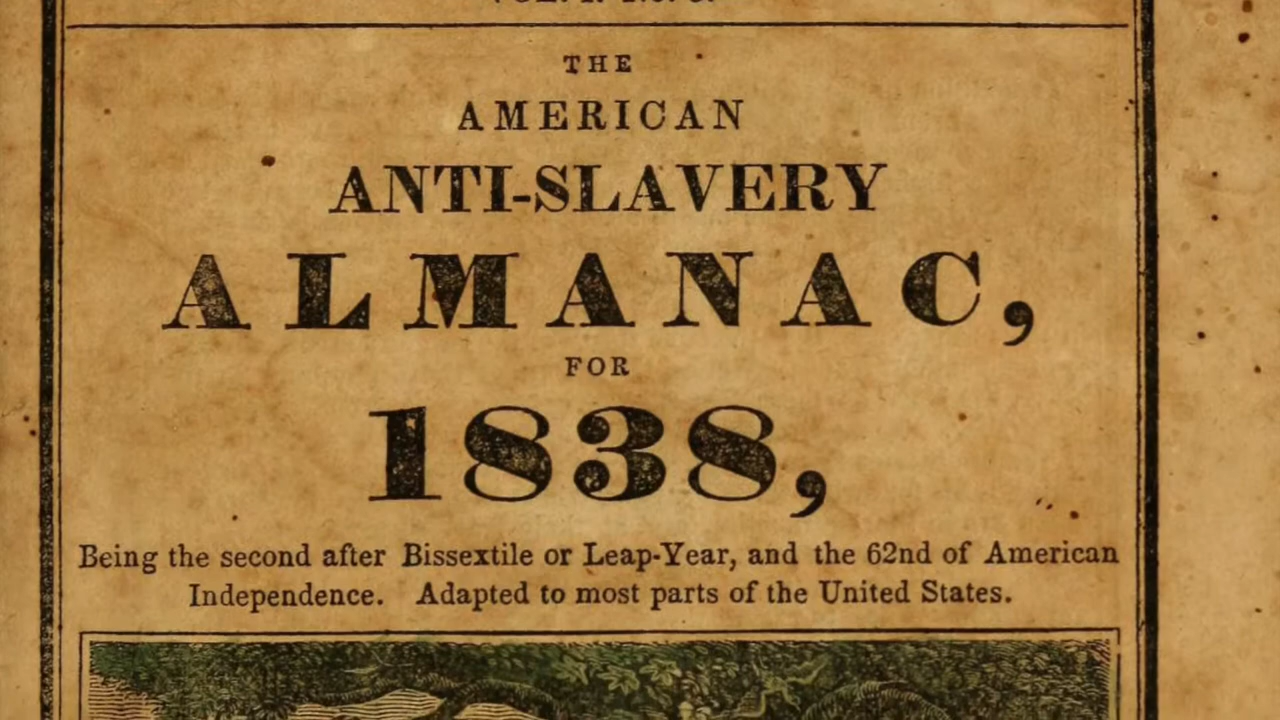 THE
AMERICAN
ANTI-SLAVERY
ALMANAC,
FOR
1838,
Being the second after Bissextile or Leap-Year, and the 62nd of American
Independence. Adapted to most parts of the United States.